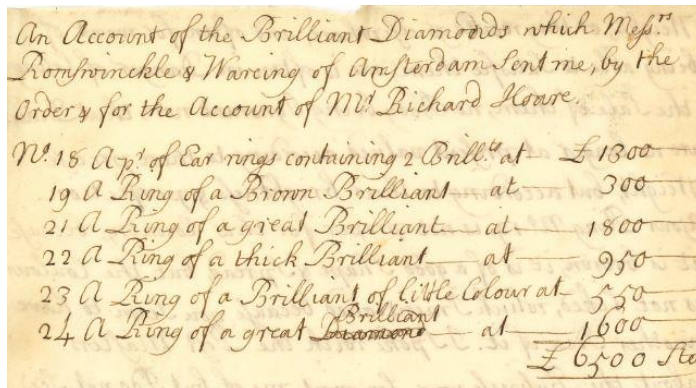 An Account of the Brilliant Diamonds which Messrs
Romswinckle & Waring of Amsterdam Sent me, by the
Order & for the Account of Mr Richard Hoare.
No. 18 A pr. of Ear rings containing 2 Brillts at £ 1300
19 A Ring of a Brown Brilliant at 300
21 A Ring of a great Brilliant at 1800
22 A Ring of a thick Brilliant at 950
23 A Ring of a Brilliant of little Colour at 550
Brilliant
24 A Ring of a great Diamond at 1600
£ 6500 Ste